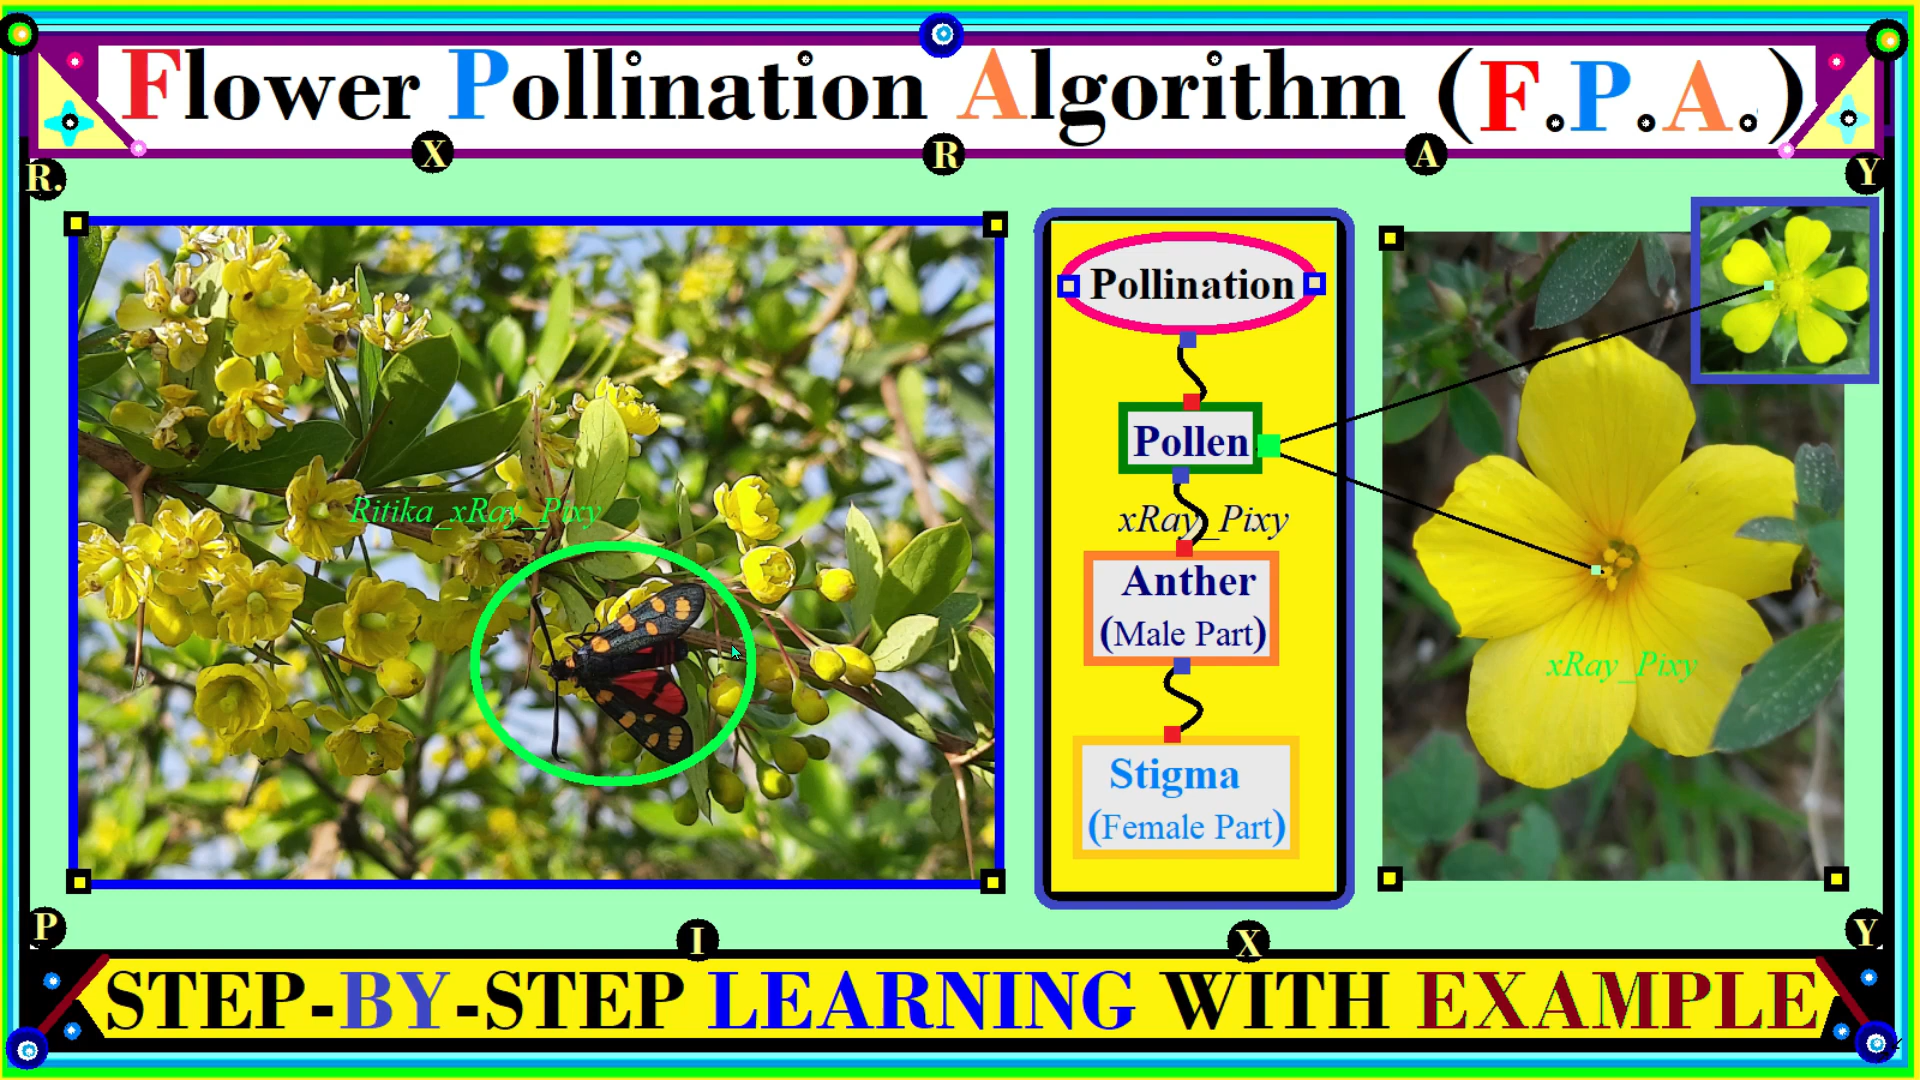 Flower Pollination Algorithm (F.P.A.)
R. X R A Y
Pollination
Pollen
Ritika_xRay_Pixy
xRay_Pixy
Anther
(Male Part)
xRay_Pixy
Stigma
(Female Part)
P I X Y
STEP-BY-STEP LEARNING WITH EXAMPLE